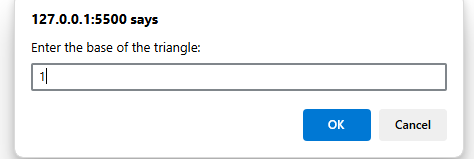 127.0.0.1:5500 says
Enter the base of the triangle:
1
OK Cancel